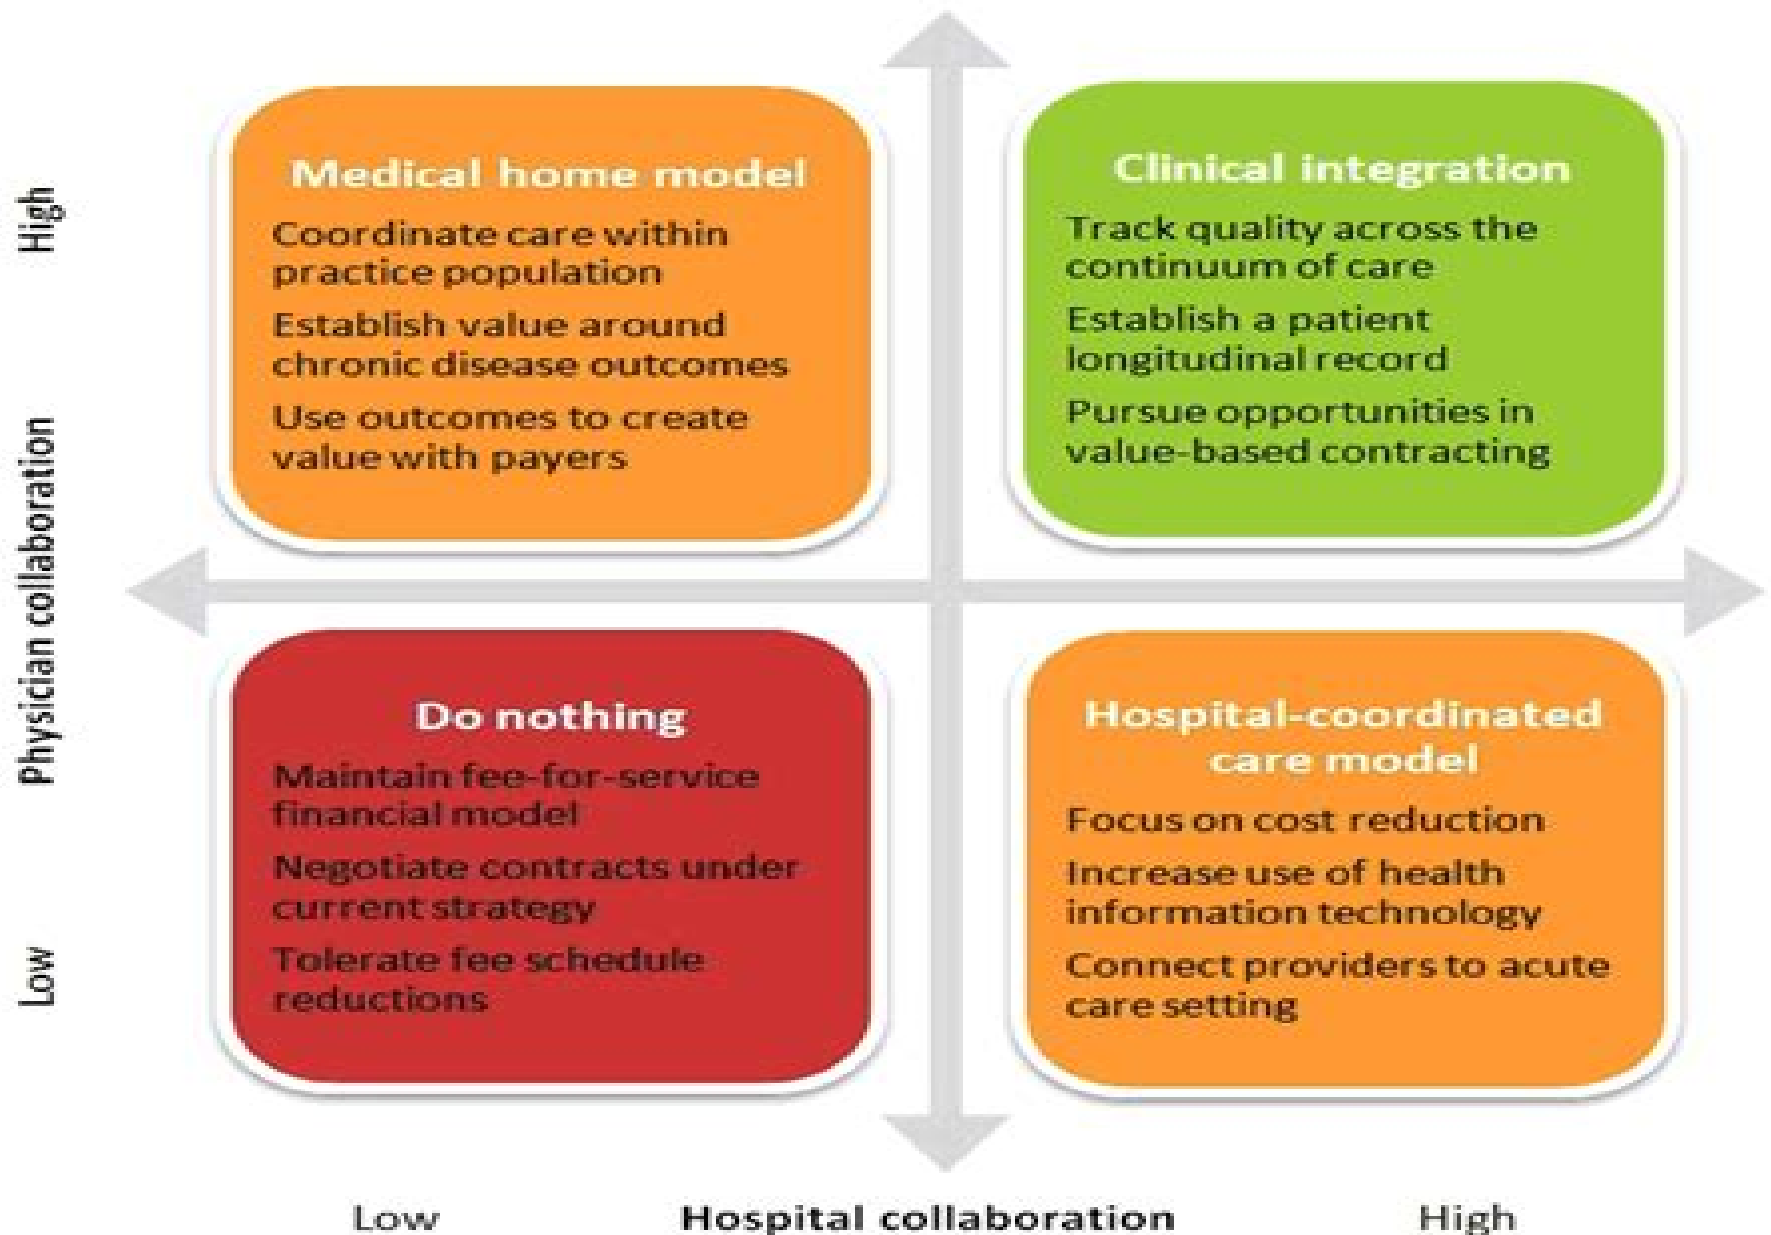 High
Physician collaboration
Low
Medical home model
Coordinate care within
practice population
Establish value around
chronic disease outcomes
Use outcomes to create
value with payers
Clinical integration
Track quality across the
continuum of care
Establish a patient
longitudinal record
Pursue opportunities in
value-based contracting
Do nothing
Maintain fee-for-service
financial model
Negotiate contracts under
current strategy
Tolerate fee schedule
reductions
Hospital-coordinated
care model
Focus on cost reduction
Increase use of health
information technology
Connect providers to acute
care setting
Low
Hospital collaboration
High